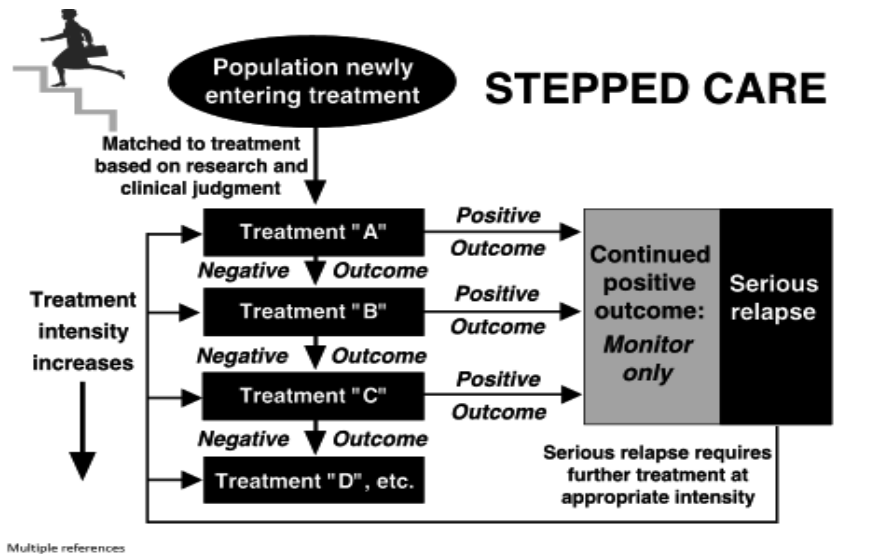 Population newly
entering treatment
STEPPED CARE
Matched to treatment
based on research and
clinical judgment
Treatment "A"
Positive
Outcome
Negative Outcome
Treatment "B"
Positive
Outcome
Negative Outcome
Treatment "C"
Positive
Outcome
Negative Outcome
Treatment "D", etc.
Treatment
intensity
increases
Continued
positive
outcome:
Monitor
only
Serious
relapse
Serious relapse requires
further treatment at
appropriate intensity
Multiple references